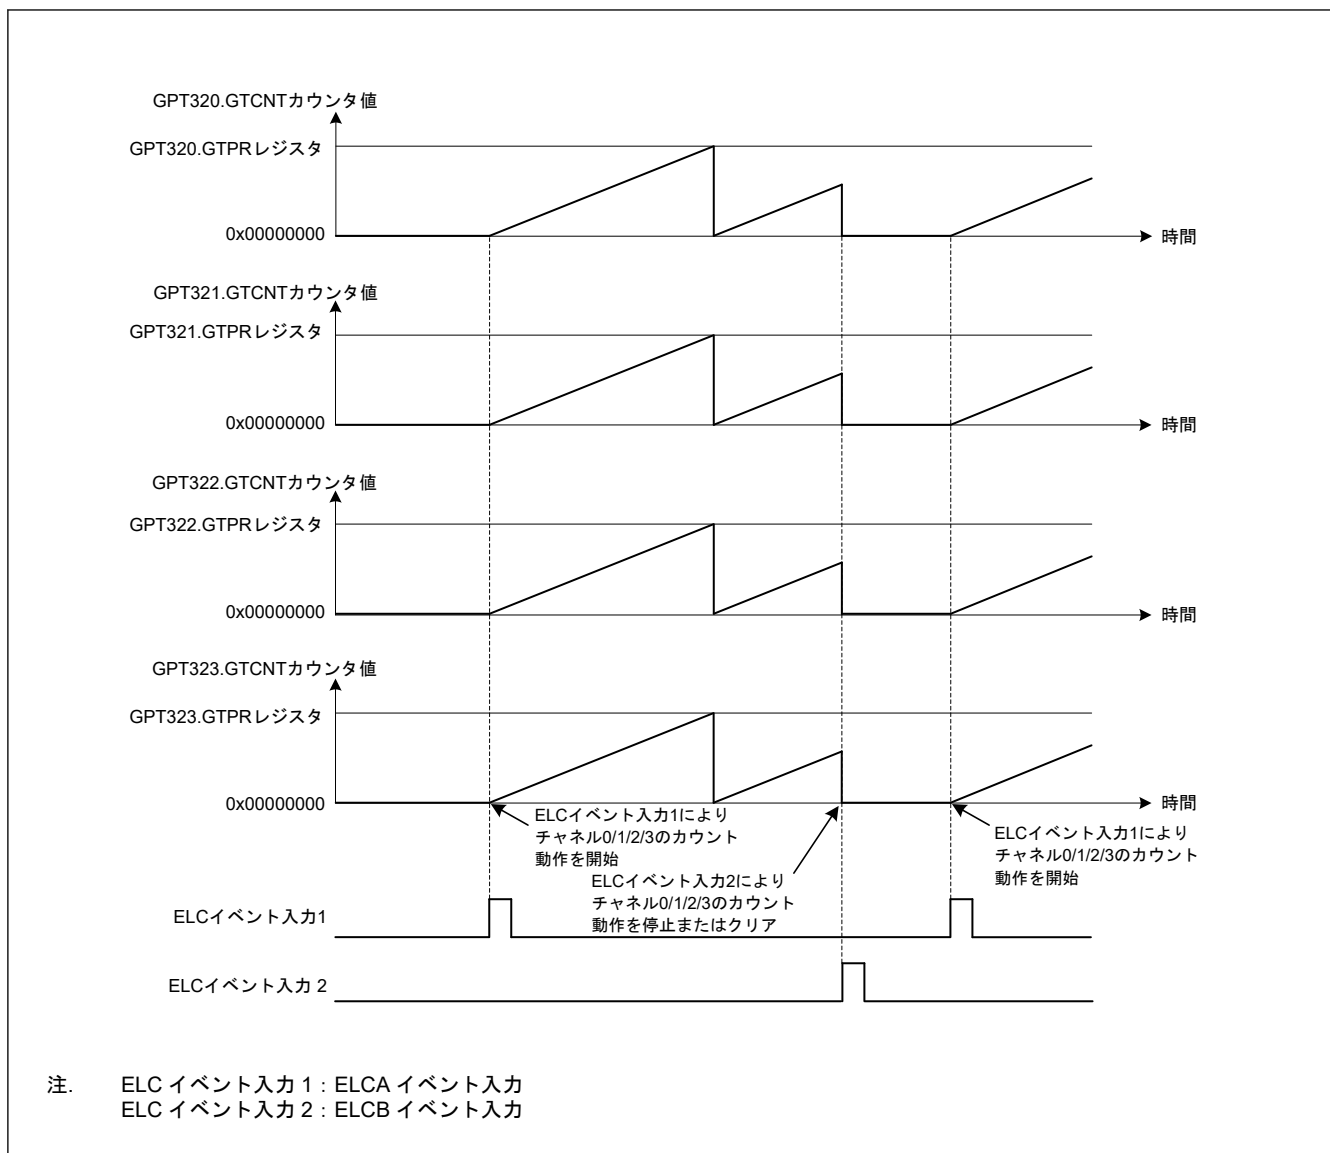 GPT320.GTCNTカウンタ値
GPT320.GTPRレジスタ
0x00000000
時間
GPT321.GTCNTカウンタ値
GPT321.GTPRレジスタ
0x00000000
時間
GPT322.GTCNTカウンタ値
GPT322.GTPRレジスタ
0x00000000
時間
GPT323.GTCNTカウンタ値
GPT323.GTPRレジスタ
0x00000000
時間
ELCイベント入力1により
チャネル0/1/2/3のカウント
動作を開始
ELCイベント入力2により
チャネル0/1/2/3のカウント
動作を停止またはクリア
ELCイベント入力1により
チャネル0/1/2/3のカウント
動作を開始
ELCイベント入力1
ELCイベント入力 2
注. ELC イベント入力 1 : ELCA イベント入力
ELC イベント入力 2 : ELCB イベント入力